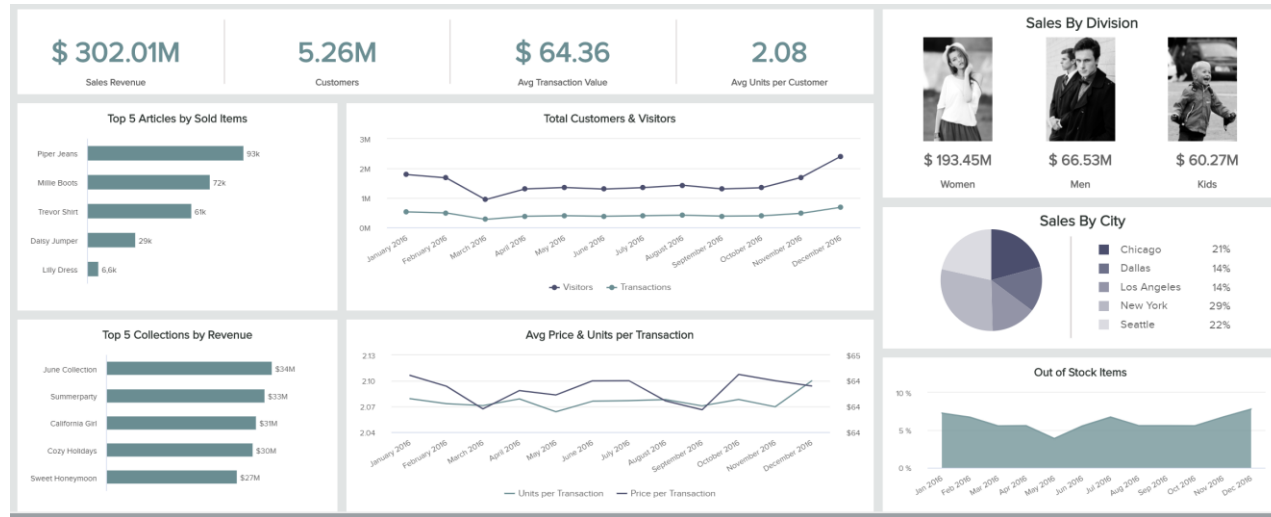 $ 302.01M
Sales Revenue
5.26M
Customers
$ 64.36
Avg Transaction Value
2.08
Avg Units per Customer
Sales By Division
$ 193.45M
Women
$ 66.53M
Men
$ 60.27M
Kids
Top 5 Articles by Sold Items
Piper Jeans 93k
Millie Boots 72k
Trevor Shirt 61k
Daisy Jumper 29k
Lilly Dress 6,6k
Total Customers & Visitors
3M
2M
1M
0M
January 2016
February 2016
March 2016
April 2016
May 2016
June 2016
July 2016
August 2016
September 2016
October 2016
November 2016
December 2016
Visitors Transactions
Sales By City
Chicago 21%
Dallas 14%
Los Angeles 14%
New York 29%
Seattle 22%
Top 5 Collections by Revenue
June Collection $34M
Summerparty $33M
California Girl $31M
Cozy Holidays $30M
Sweet Honeymoon $27M
Avg Price & Units per Transaction
2.13 $65
2.10 $64
2.07 $64
2.04 $64
January 2016
February 2016
March 2016
April 2016
May 2016
June 2016
July 2016
August 2016
September 2016
October 2016
November 2016
December 2016
Units per Transaction Price per Transaction
Out of Stock Items
10 %
5 %
0 %
Jan 2016
Feb 2016
Mar 2016
Apr 2016
May 2016
Jun 2016
Jul 2016
Aug 2016
Sep 2016
Oct 2016
Nov 2016
Dec 2016